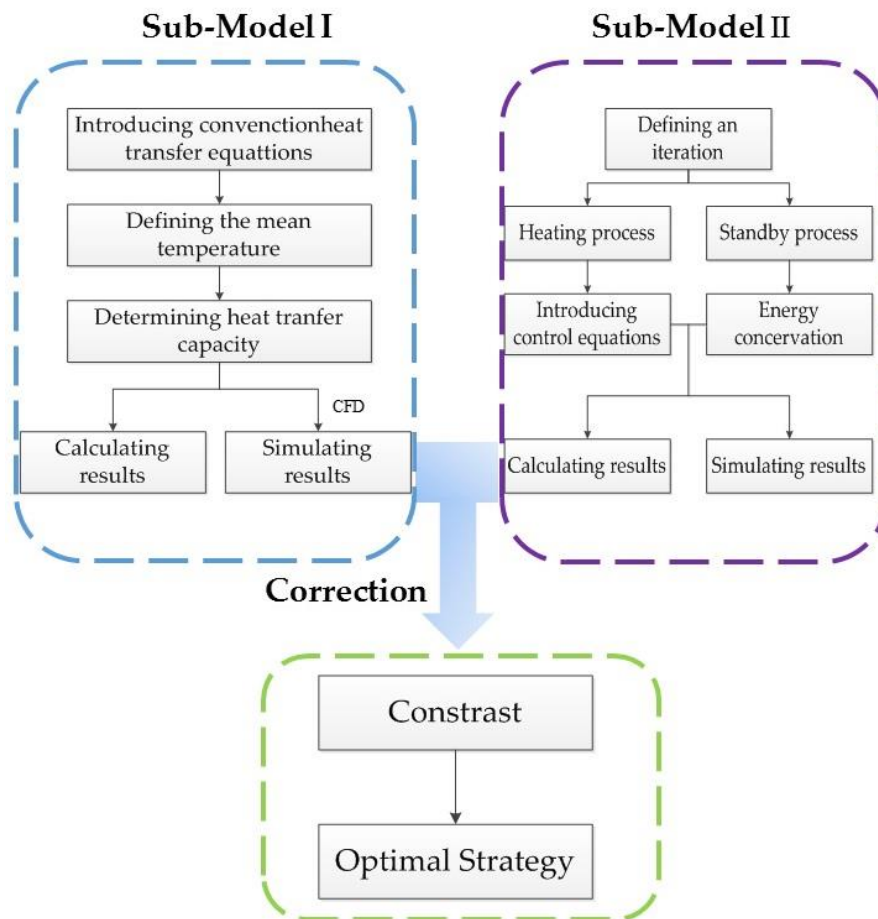 Sub-Model I
Introducing convenctionheat
transfer equattions
Defining the mean
temperature
Determining heat tranfer
capacity
CFD
Calculating
results
Simulating
results
Sub-Model II
Defining an
iteration
Heating process
Standby process
Introducing
control equations
Energy
concervation
Calculating results
Simulating results
Correction
Constrast
Optimal Strategy